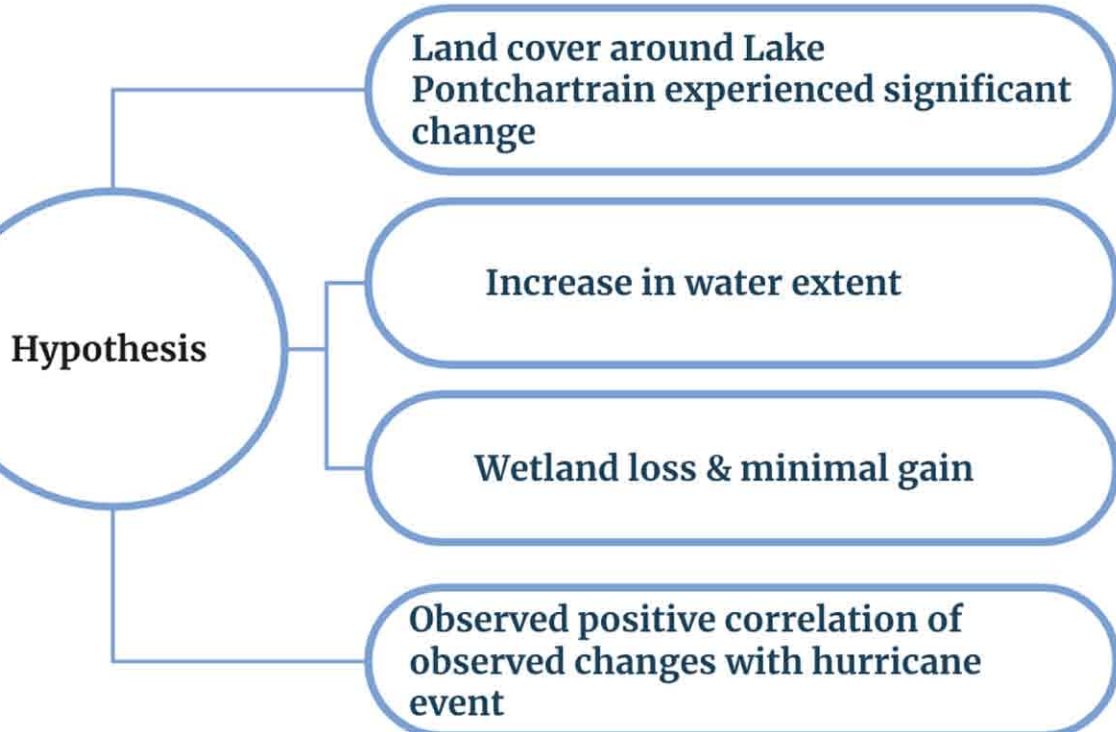 Hypothesis
Land cover around Lake
Pontchartrain experienced significant
change
Increase in water extent
Wetland loss & minimal gain
Observed positive correlation of
observed changes with hurricane
event